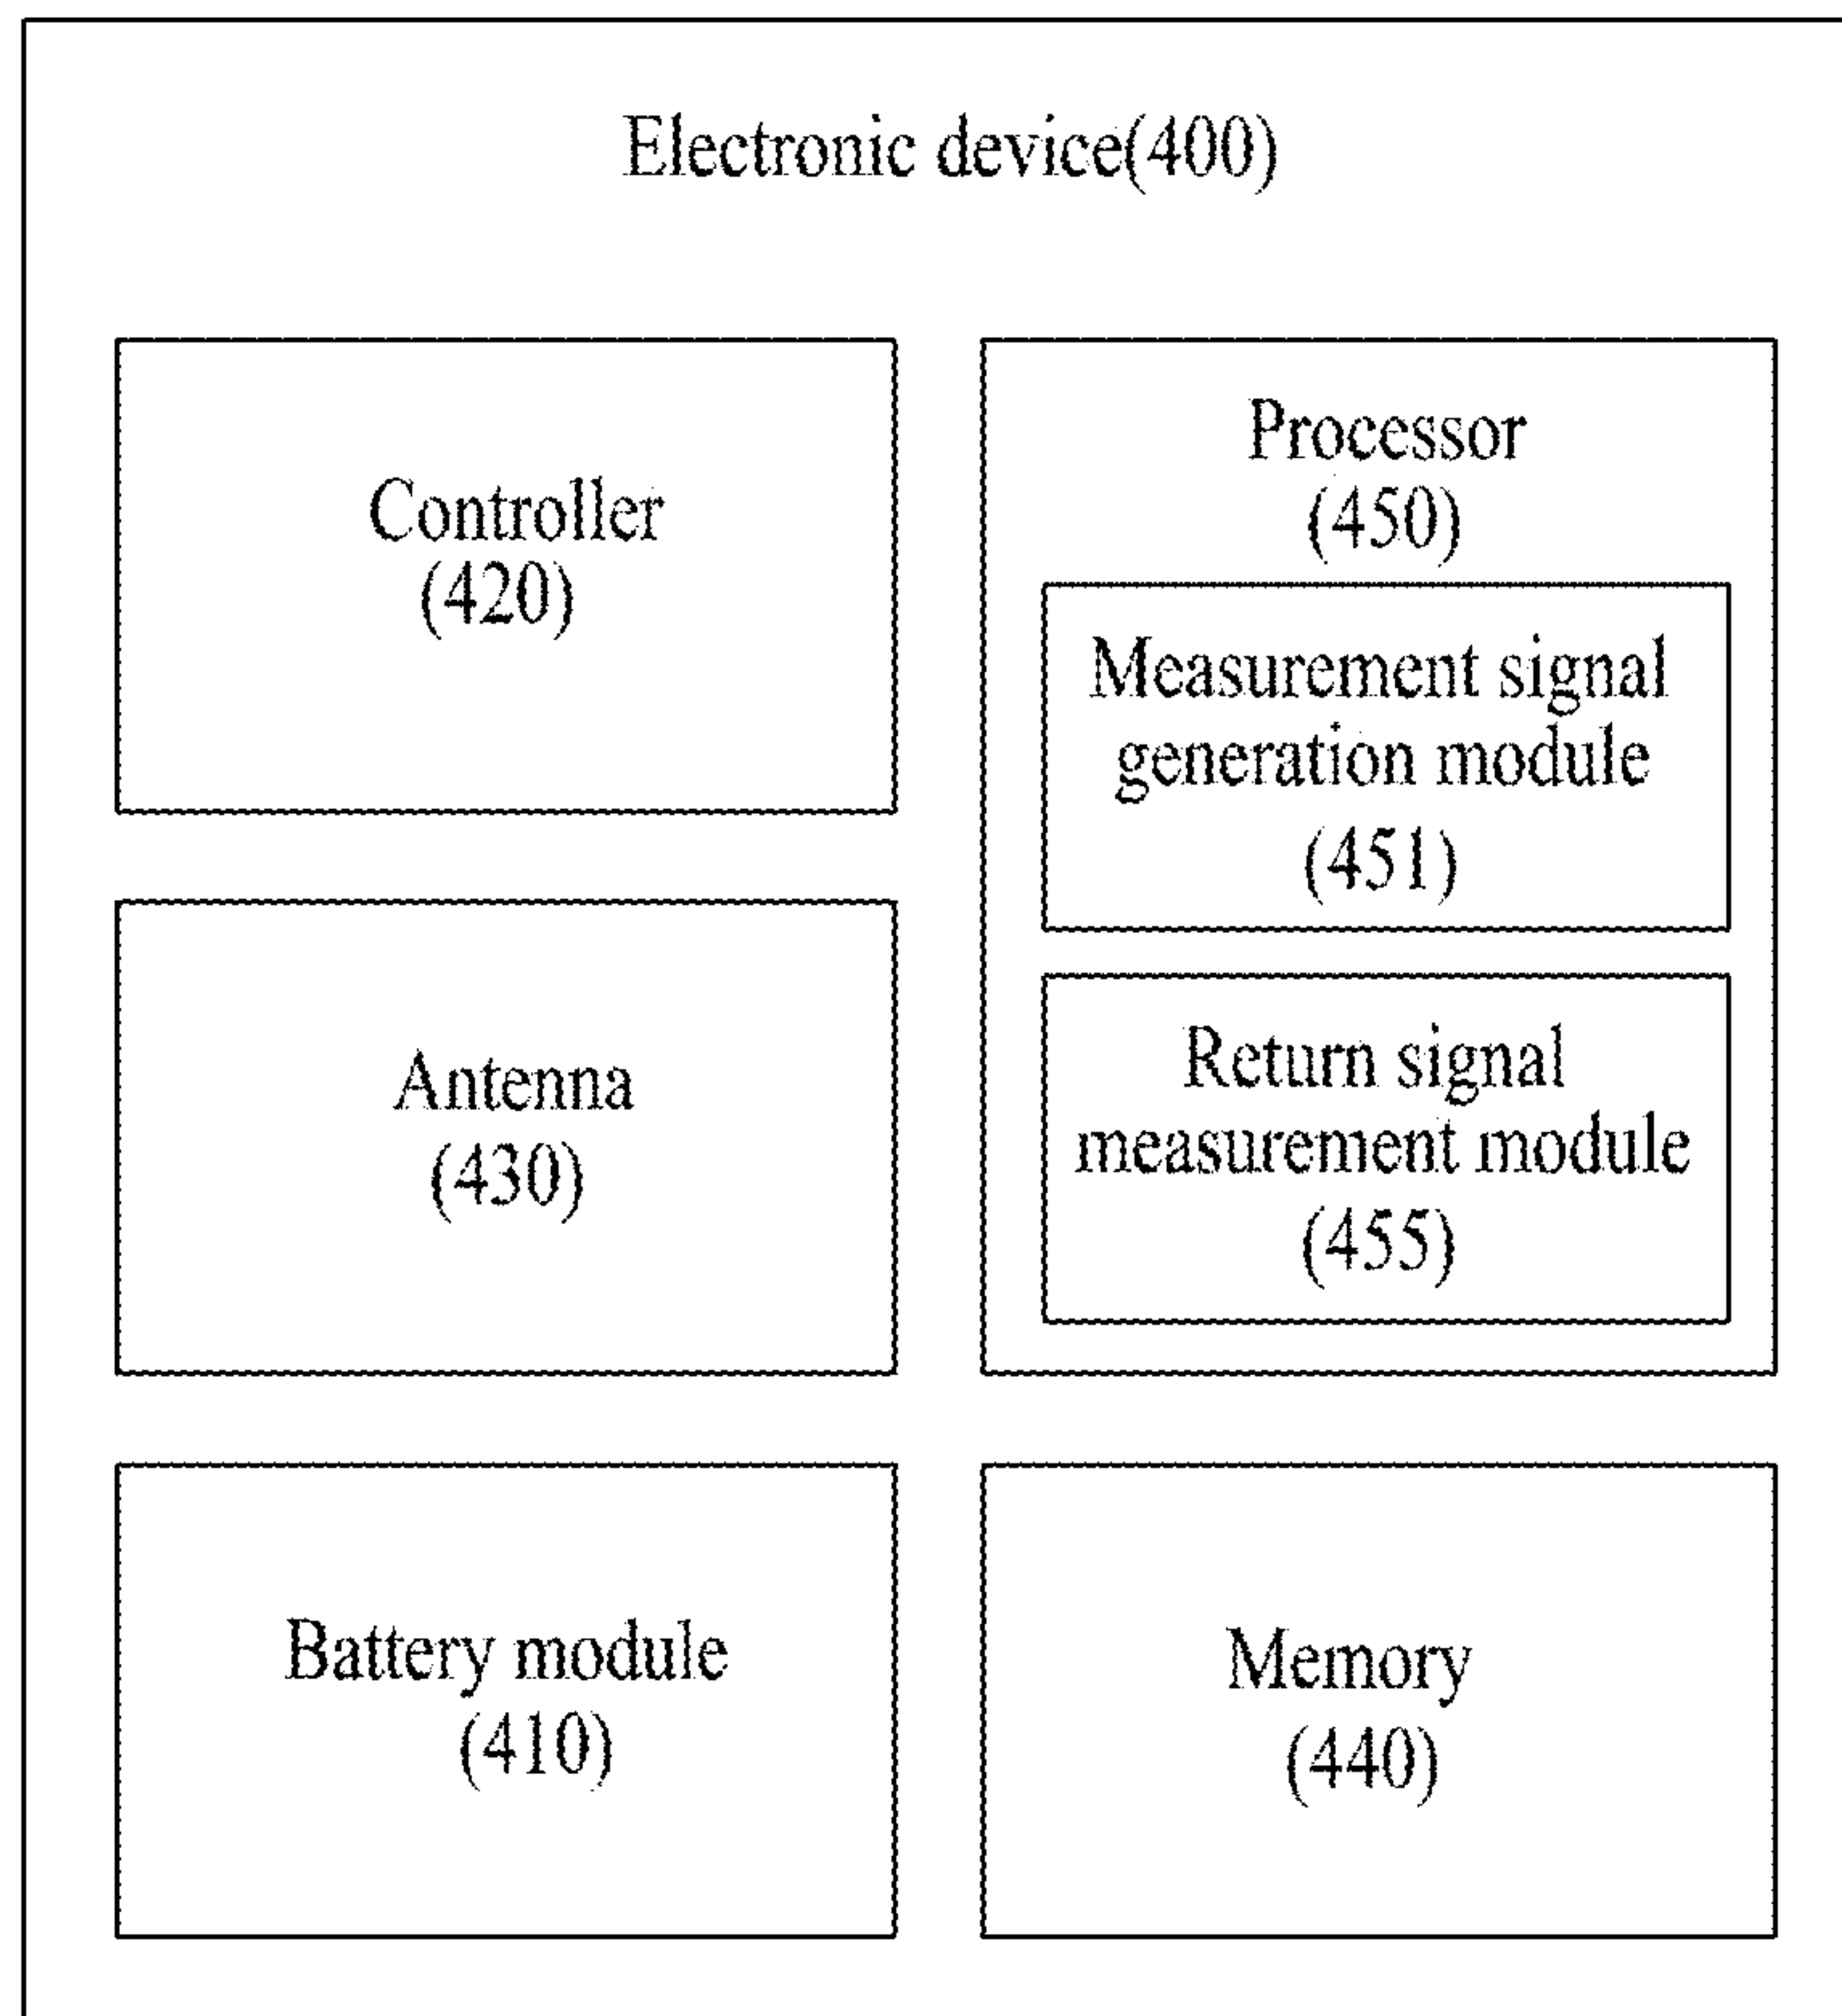 Electronic device(400)
Controller
(420)
Processor
(450)
Measurement signal
generation module
(451)
Return signal
measurement module
(455)
Antenna
(430)
Battery module
(410)
Memory
(440)